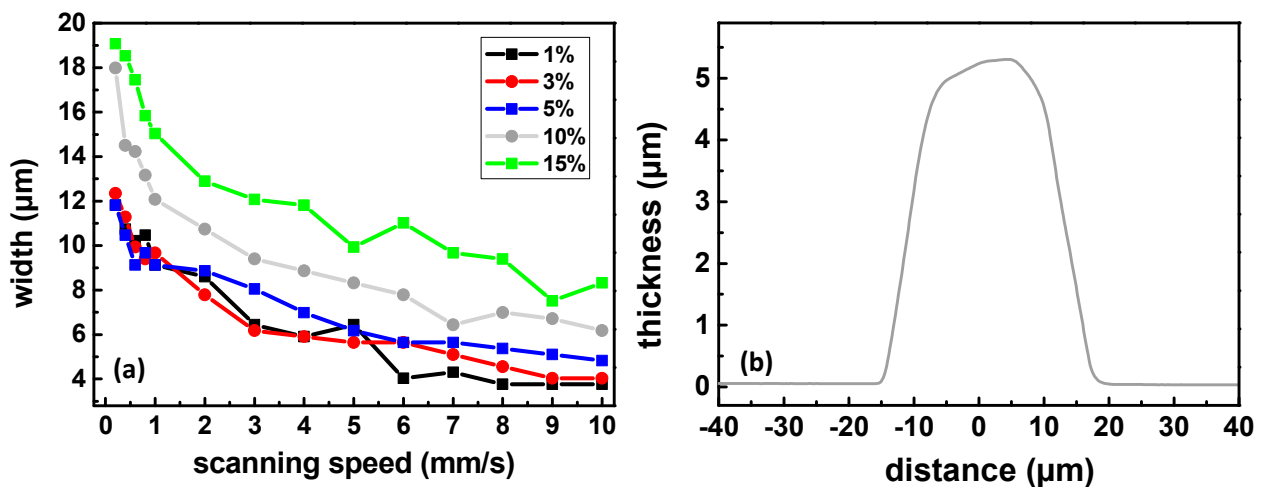 20
18
16
14
12
10
8
6
4
width (µm)
(a)
1%
3%
5%
10%
15%
0 1 2 3 4 5 6 7 8 9 10
scanning speed (mm/s)
5
4
3
2
1
0
thickness (µm)
(b)
-40 -30 -20 -10 0 10 20 30 40
distance (µm)